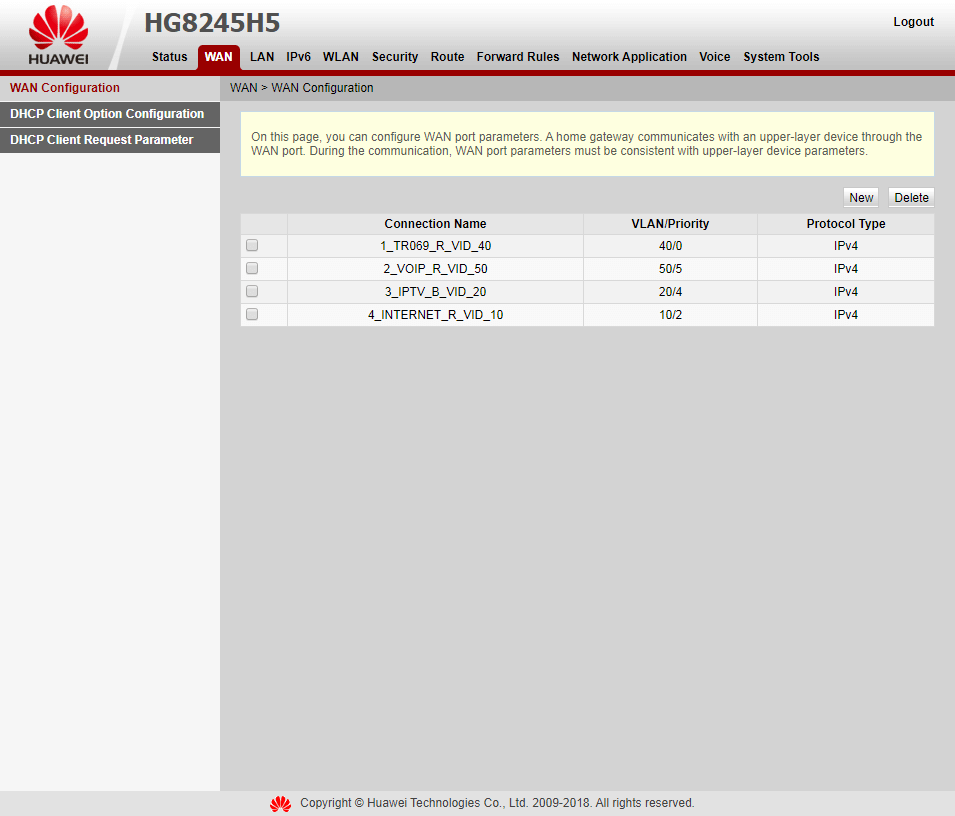 HUAWEI
HG8245H5
Logout
Status WAN LAN IPv6 WLAN Security Route Forward Rules Network Application Voice System Tools
WAN Configuration
DHCP Client Option Configuration
DHCP Client Request Parameter
WAN > WAN Configuration
On this page, you can configure WAN port parameters. A home gateway communicates with an upper-layer device through the
WAN port. During the communication, WAN port parameters must be consistent with upper-layer device parameters.
New Delete
Connection Name VLAN/Priority Protocol Type
1_TR069_R_VID_40 40/0 IPv4
2_VOIP_R_VID_50 50/5 IPv4
3_IPTV_B_VID_20 20/4 IPv4
4_INTERNET_R_VID_10 10/2 IPv4
Copyright © Huawei Technologies Co., Ltd. 2009-2018. All rights reserved.